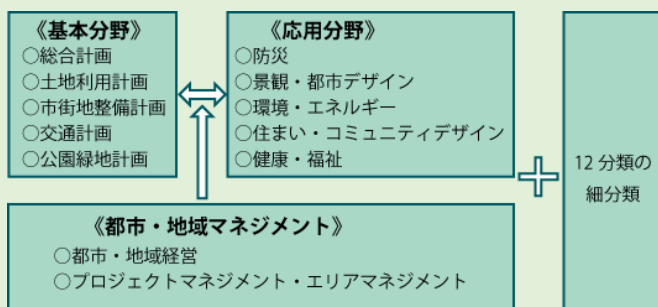 《基本分野》
○総合計画
○土地利用計画
○市街地整備計画
○交通計画
○公園緑地計画
《応用分野》
○防災
○景観・都市デザイン
○環境・エネルギー
○住まい・コミュニティデザイン
○健康・福祉
《都市・地域マネジメント》
○都市・地域経営
○プロジェクトマネジメント・エリアマネジメント
12 分類の
細分類